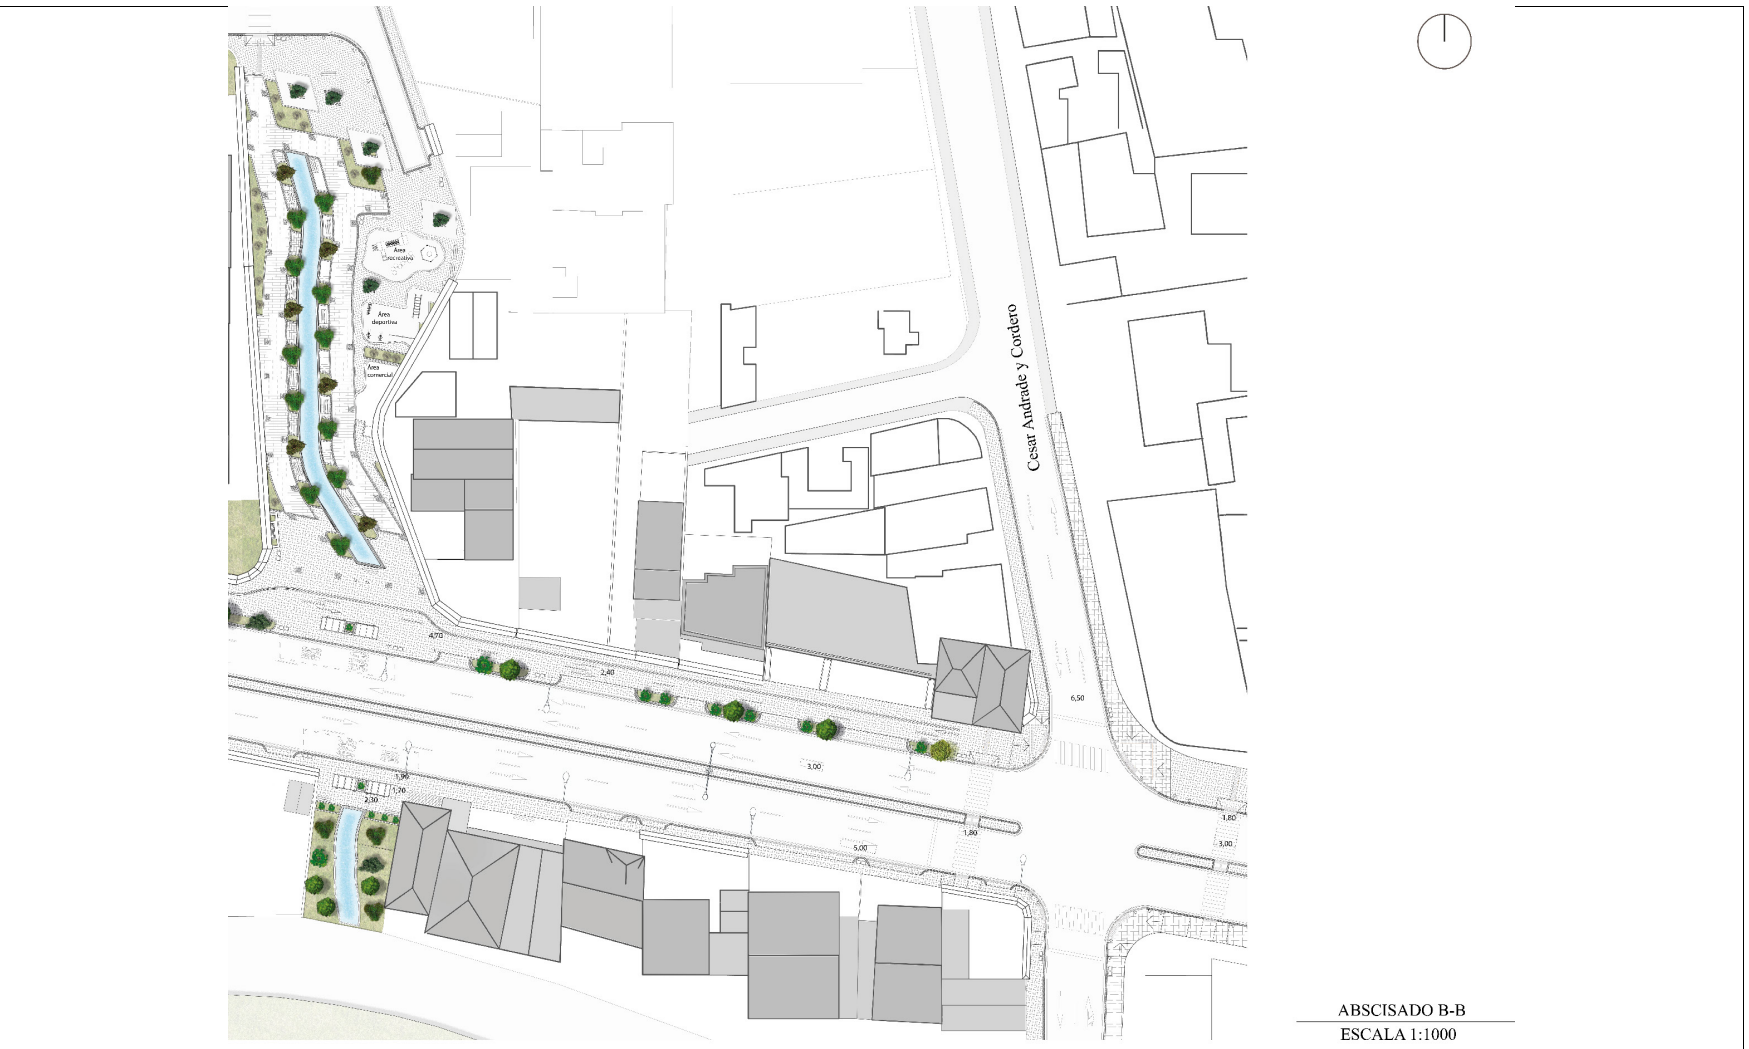 Área
recreativa
Área
deportiva
Área
comercial
Cesar Andrade y Cordero
4,70
2,40
6,50
3,00
1,90
1,20
2,30
1,80
5,00
1,80
3,00
ABSCISADO B-B
ESCALA 1:1000